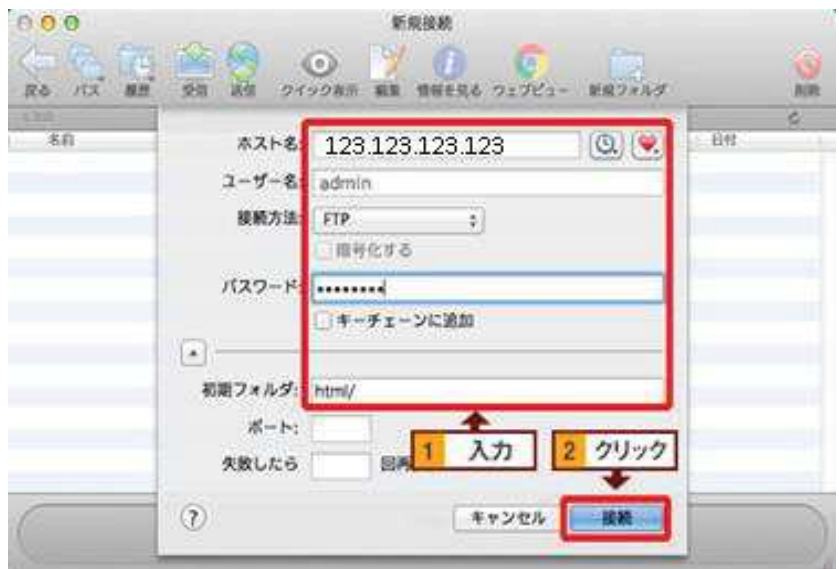 新規接続
戻る パス 履歴 受信 送信 クイック表示 編集 情報を見る ウェブビュー 新規フォルダ 削除
名前 日付
ホスト名: 123.123.123.123
ユーザー名: admin
接続方法: FTP
暗号化する
パスワード: ••••••••
キーチェーンに追加
初期フォルダ: html/
ポート:
1 入力 2 クリック
失敗したら 回再
? キャンセル 接続